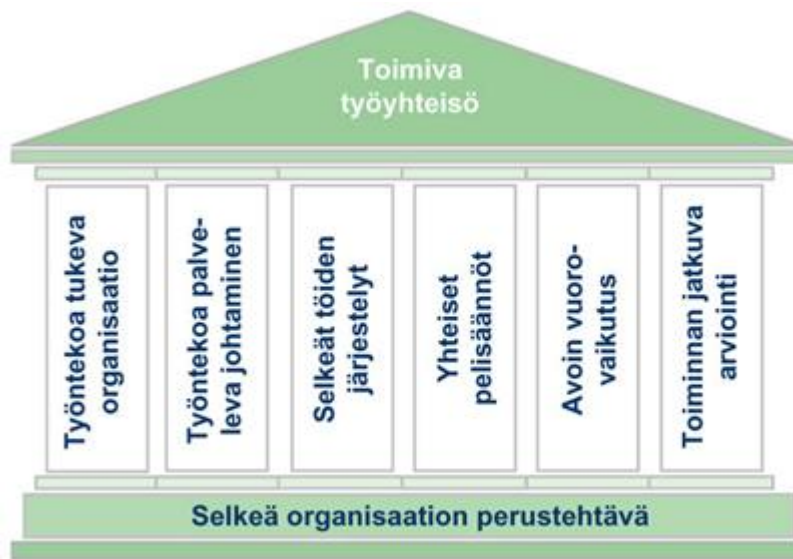 Toimiva
työyhteisö
Työntekoa tukeva
organisaatio
Työntekoa palve-
leva johtaminen
Selkeät töiden
järjestelyt
Yhteiset
pelisäännöt
Avoin vuoro-
vaikutus
Toiminnan jatkuva
arviointi
Selkeä organisaation perustehtävä